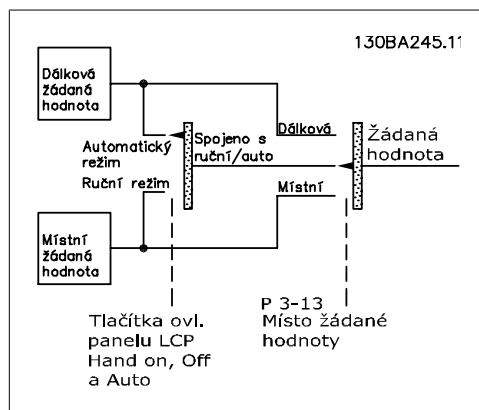 130BA245.11
Dálková
žádaná
hodnota
Automatický
režim
Ruční režim
Spojeno s
ruční/auto
Dálková
Místní
Žádaná
hodnota
Místní
žádaná
hodnota
Tlačítka ovl.
panelu LCP
Hand on, Off
a Auto
P 3-13
Místo žádané
hodnoty